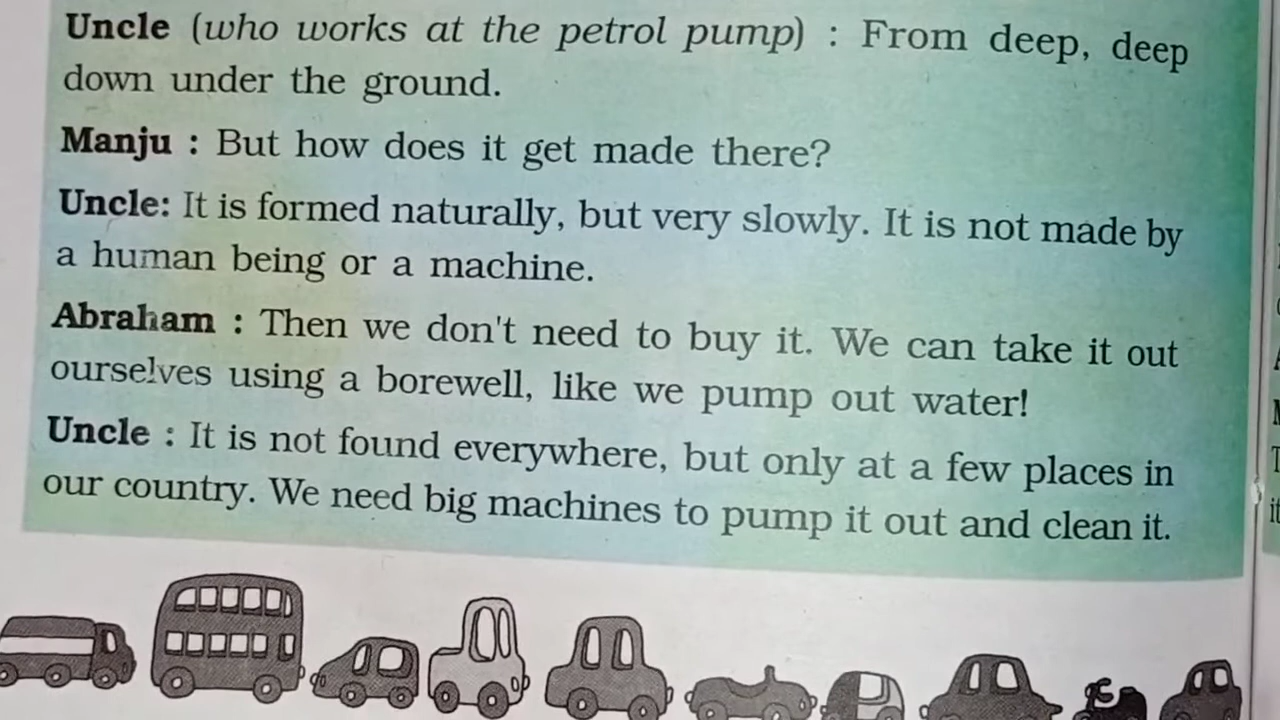 Uncle (who works at the petrol pump) : From deep, deep
down under the ground.
Manju : But how does it get made there?
Uncle: It is formed naturally, but very slowly. It is not made by
a human being or a machine.
Abraham : Then we don't need to buy it. We can take it out
ourselves using a borewell, like we pump out water!
Uncle : It is not found everywhere, but only at a few places in
our country. We need big machines to pump it out and clean it.